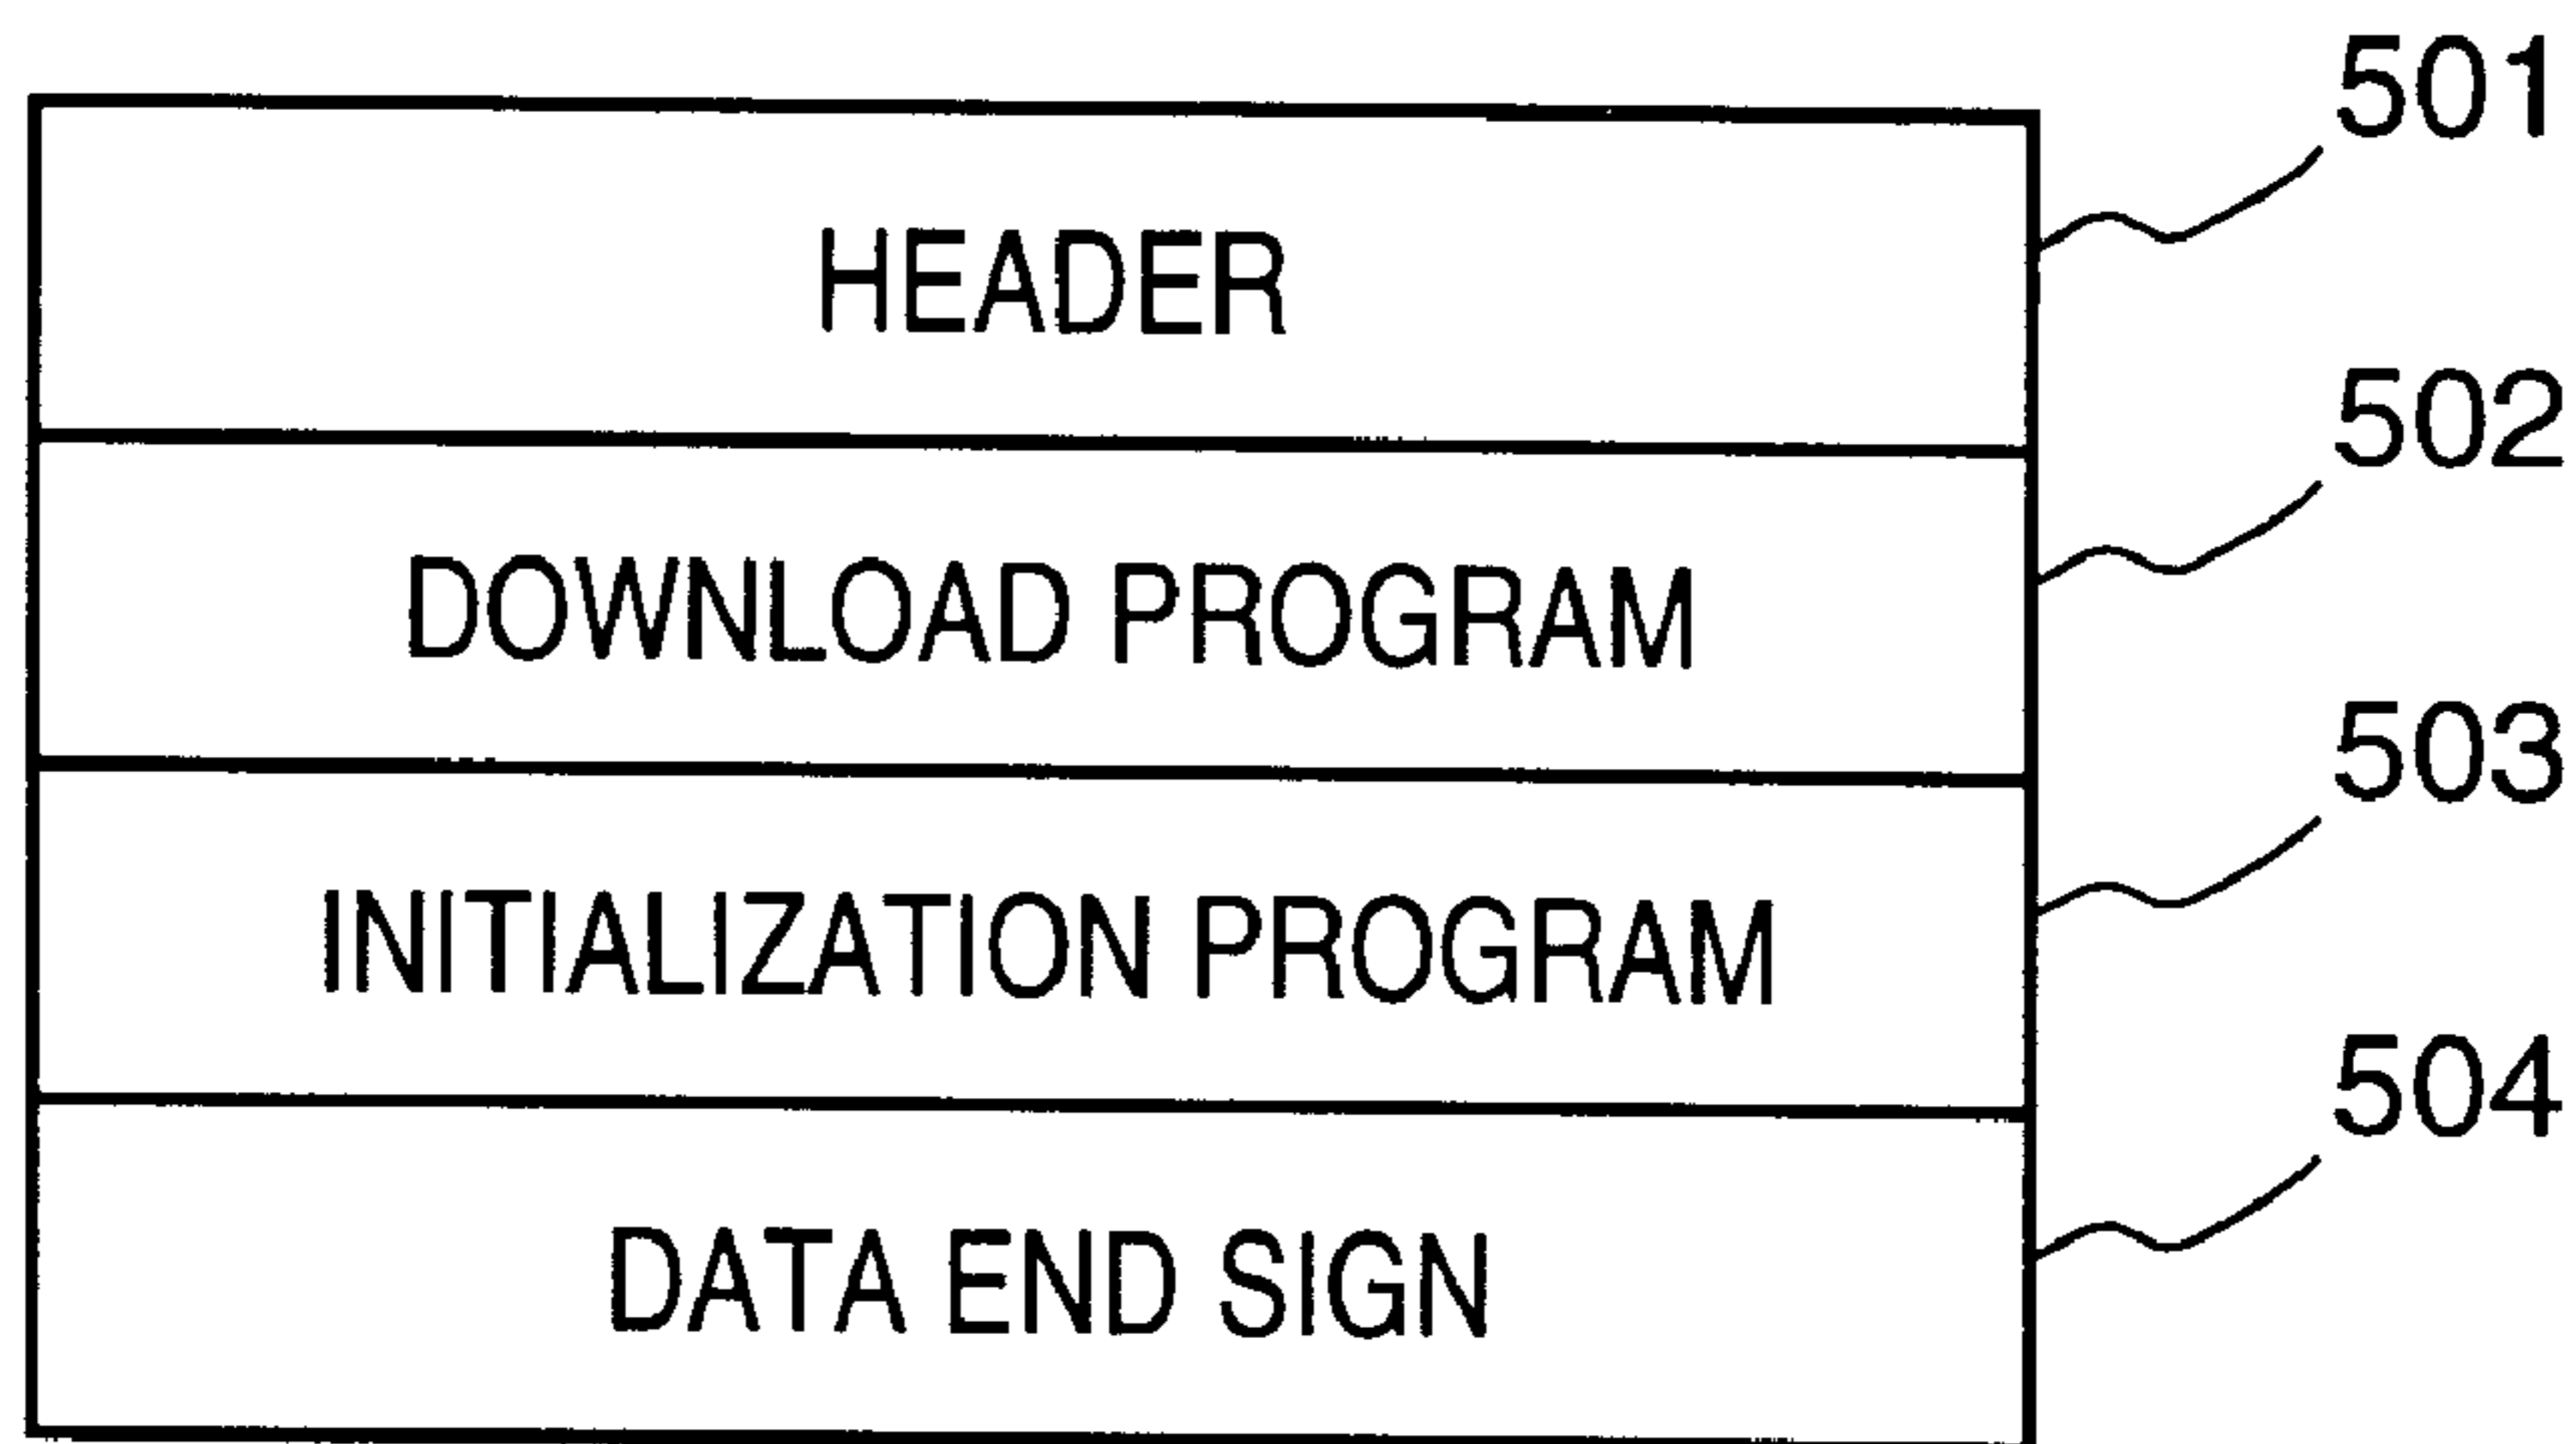 501
HEADER
502
DOWNLOAD PROGRAM
503
INITIALIZATION PROGRAM
504
DATA END SIGN